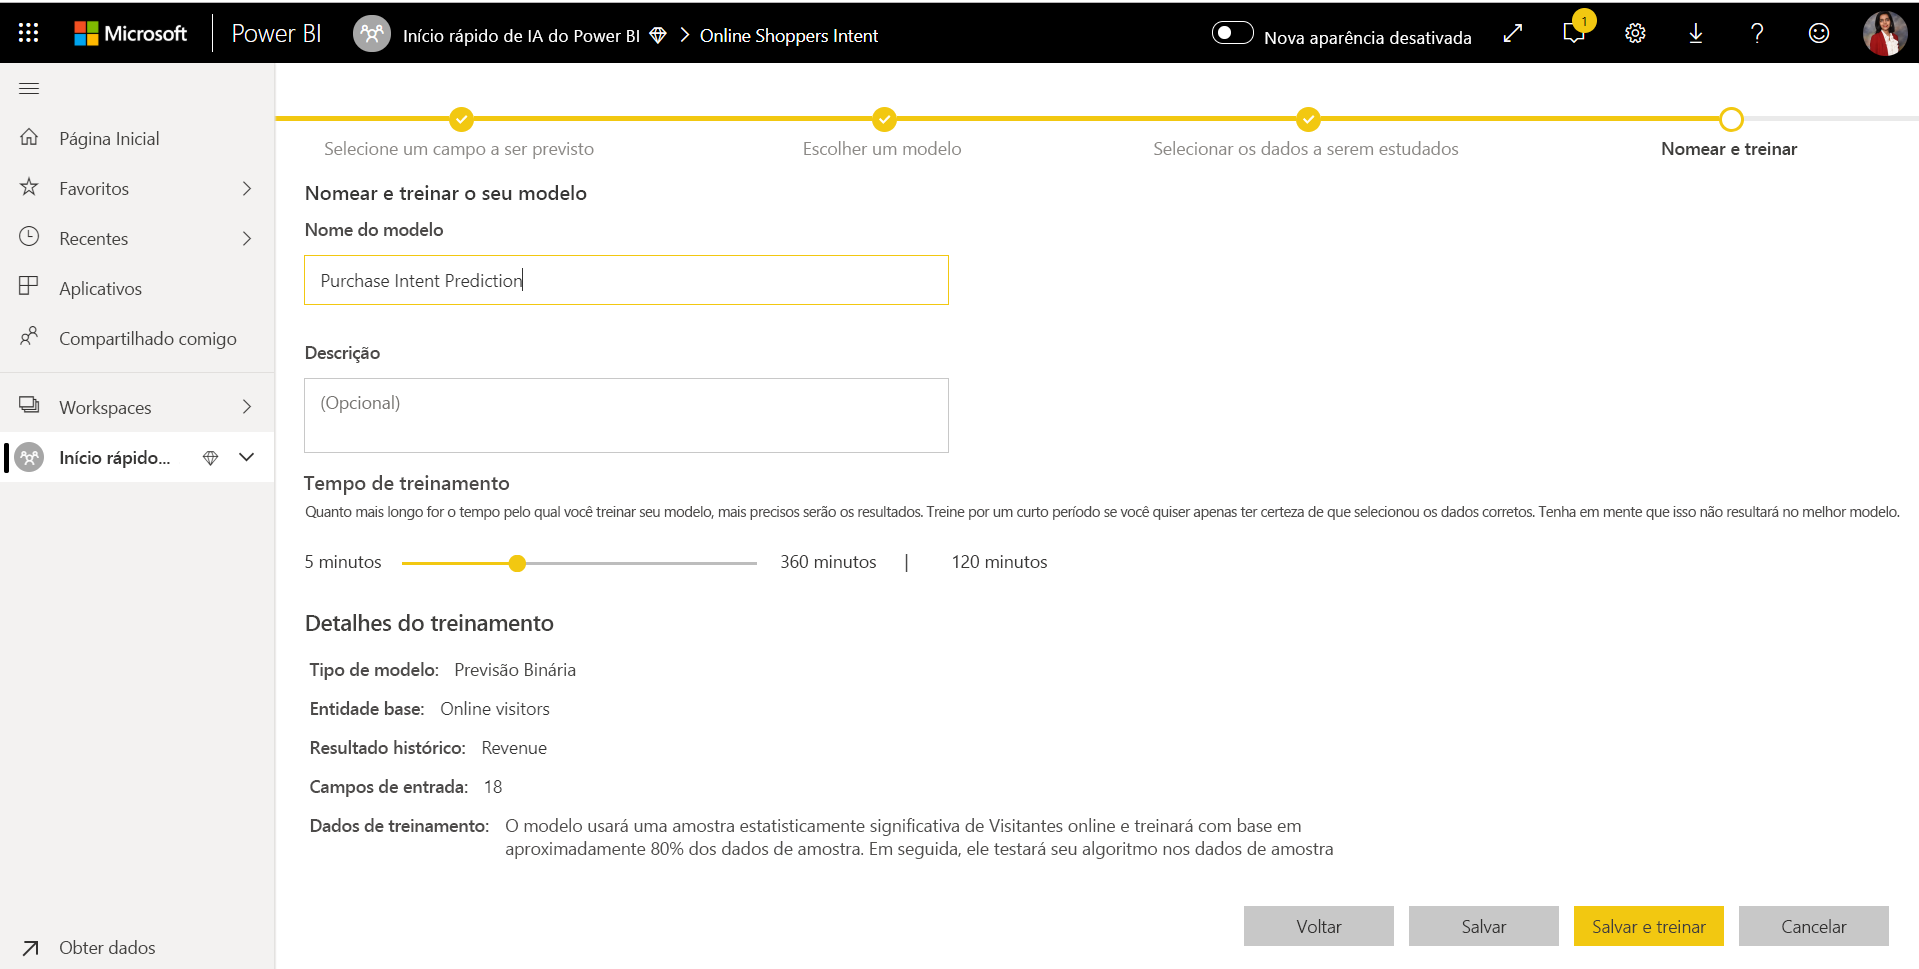 Microsoft Power BI Início rápido de IA do Power BI > Online Shoppers Intent Nova aparência desativada 1
Página Inicial
Favoritos
Recentes
Aplicativos
Compartilhado comigo
Workspaces
Início rápido...
Obter dados
Selecione um campo a ser previsto
Escolher um modelo
Selecionar os dados a serem estudados
Nomear e treinar
Nomear e treinar o seu modelo
Nome do modelo
Purchase Intent Prediction
Descrição
(Opcional)
Tempo de treinamento
Quanto mais longo for o tempo pelo qual você treinar seu modelo, mais precisos serão os resultados. Treine por um curto período se você quiser apenas ter certeza de que selecionou os dados corretos. Tenha em mente que isso não resultará no melhor modelo.
5 minutos 360 minutos | 120 minutos
Detalhes do treinamento
Tipo de modelo: Previsão Binária
Entidade base: Online visitors
Resultado histórico: Revenue
Campos de entrada: 18
Dados de treinamento: O modelo usará uma amostra estatisticamente significativa de Visitantes online e treinará com base em
aproximadamente 80% dos dados de amostra. Em seguida, ele testará seu algoritmo nos dados de amostra
Voltar Salvar Salvar e treinar Cancelar